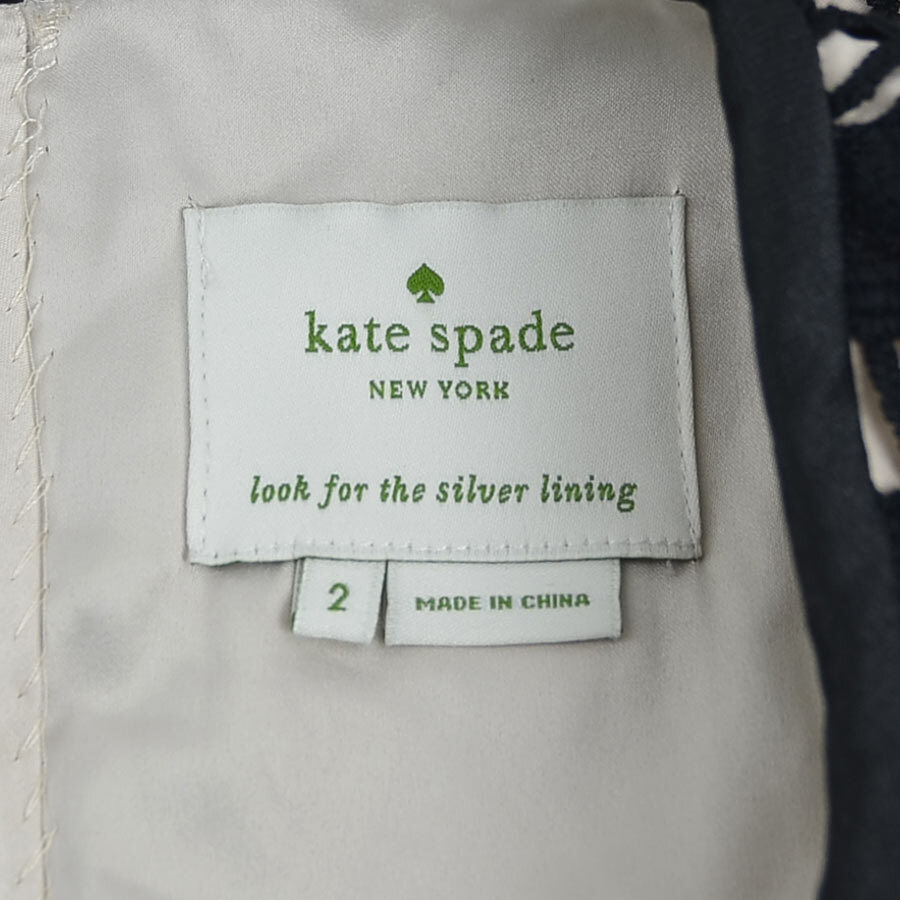 kate spade
NEW YORK
look for the silver lining
2
MADE IN CHINA